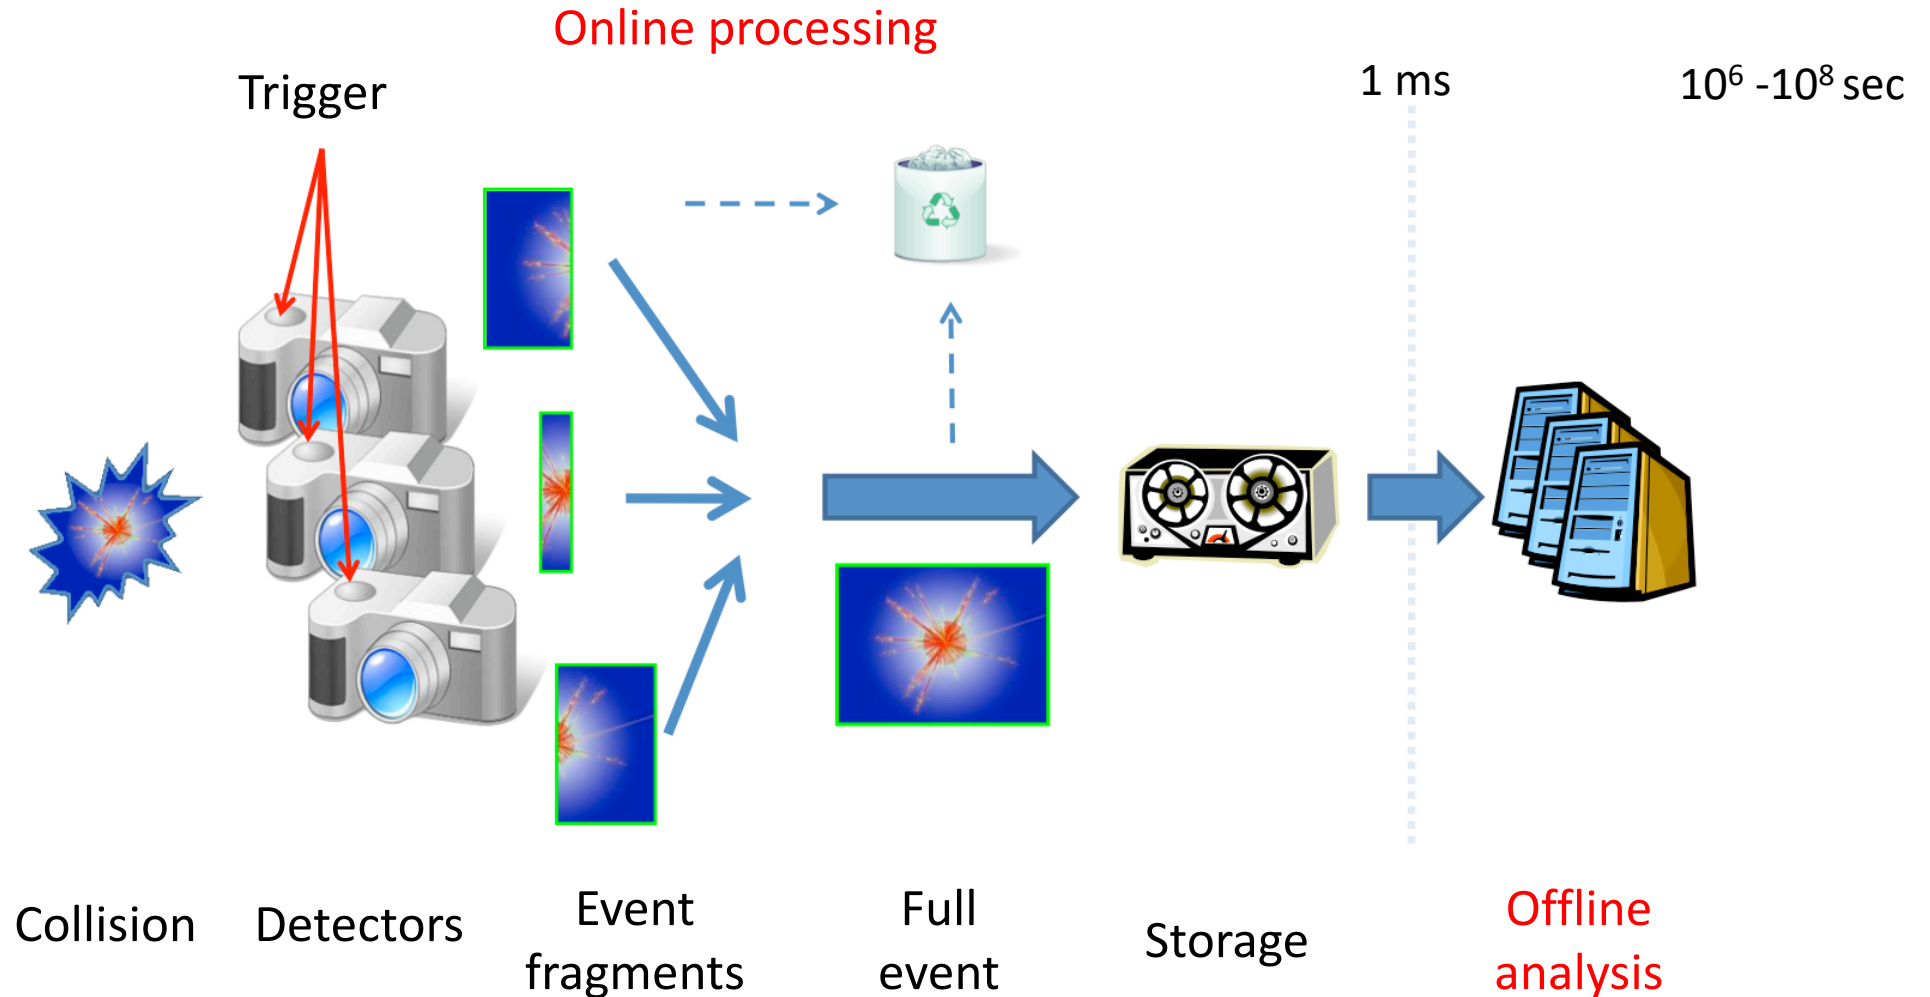 Online processing
Trigger
1 ms
10⁶ -10⁸ sec
Collision
Detectors
Event
fragments
Full
event
Storage
Offline
analysis